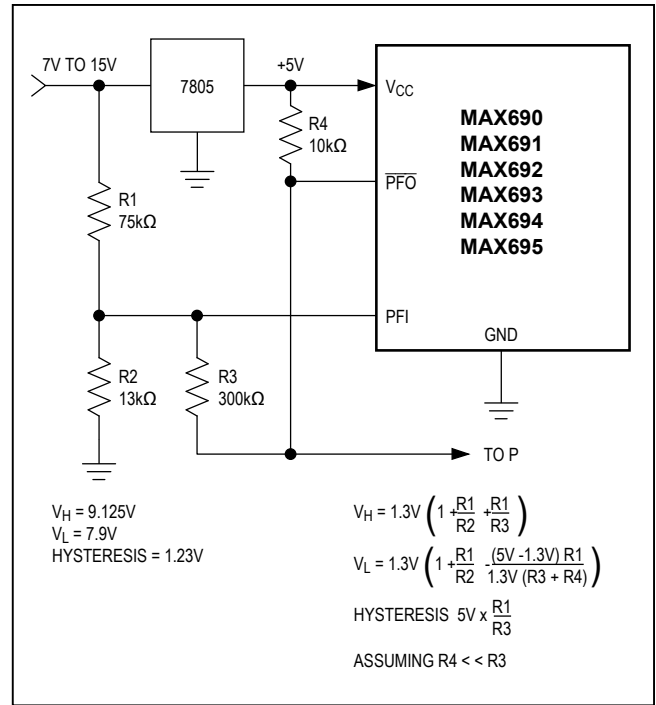 7V TO 15V
7805
+5V
VCC
R4
10kΩ
MAX690
MAX691
MAX692
MAX693
MAX694
MAX695
PFO
R1
75kΩ
PFI
GND
R2
13kΩ
R3
300kΩ
TO P
VH = 9.125V
VL = 7.9V
HYSTERESIS = 1.23V
VH = 1.3V (1 + R1/R2 + R1/R3)
VL = 1.3V (1 + R1/R2 - (5V -1.3V) R1/1.3V (R3 + R4))
HYSTERESIS 5V x R1/R3
ASSUMING R4 < < R3